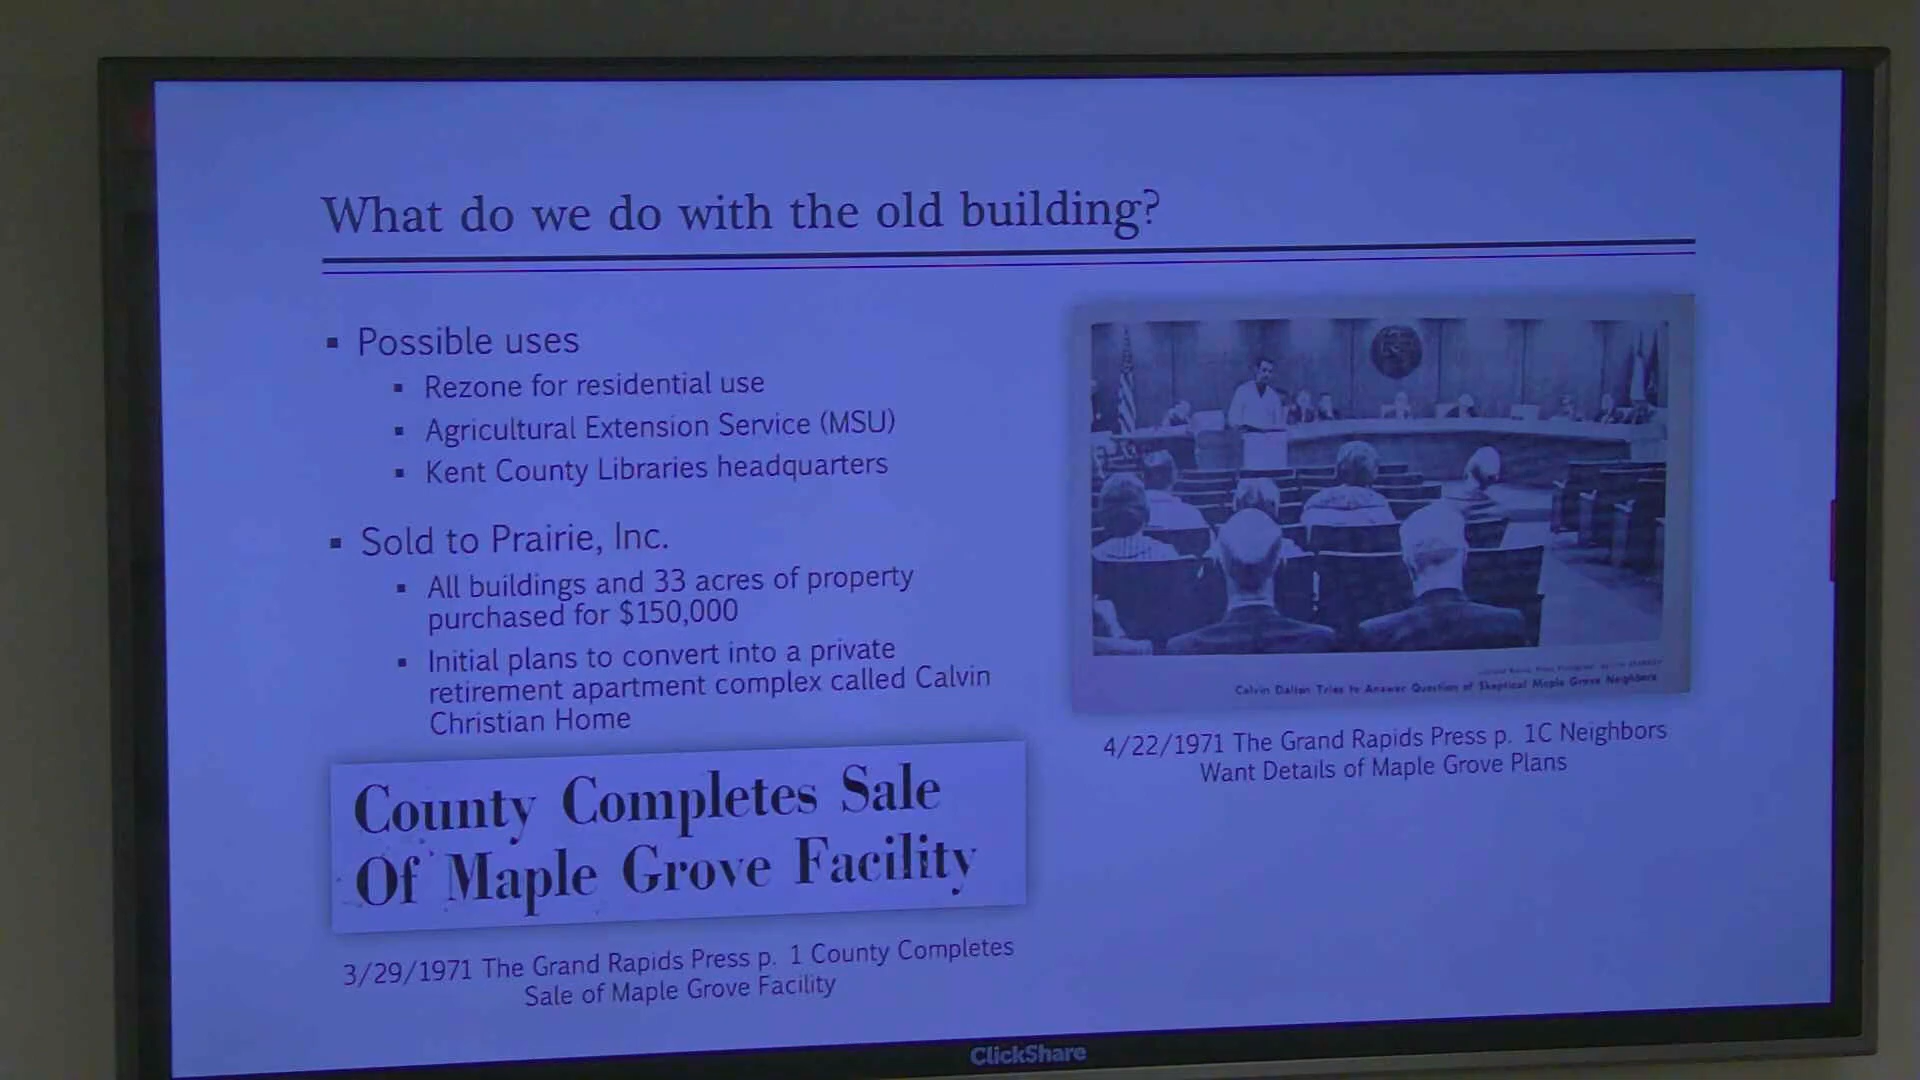 What do we do with the old building?
▪ Possible uses
▪ Rezone for residential use
▪ Agricultural Extension Service (MSU)
▪ Kent County Libraries headquarters
▪ Sold to Prairie, Inc.
▪ All buildings and 33 acres of property
purchased for $150,000
▪ Initial plans to convert into a private
retirement apartment complex called Calvin
Christian Home
County Completes Sale
Of Maple Grove Facility
3/29/1971 The Grand Rapids Press p. 1 County Completes
Sale of Maple Grove Facility
Calvin Dalton Tries to Answer Question of Skeptical Maple Grove Neighbors
4/22/1971 The Grand Rapids Press p. 1C Neighbors
Want Details of Maple Grove Plans
ClickShare